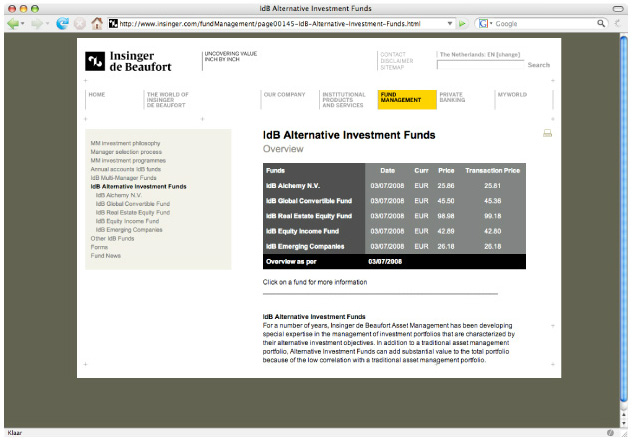 IdB Alternative Investment Funds
http://www.insinger.com/fundManagement/page00145-IdB-Alternative-Investment-Funds.html
G Google
Insinger
de Beaufort
UNCOVERING VALUE
INCH BY INCH
CONTACT
DISCLAIMER
SITEMAP
The Netherlands: EN [change]
Search
HOME
THE WORLD OF
INSINGER
DE BEAUFORT
OUR COMPANY
INSTITUTIONAL
PRODUCTS
AND SERVICES
FUND
MANAGEMENT
PRIVATE
BANKING
MYWORLD
MM investment philosophy
Manager selection process
MM investment programmes
Annual accounts IdB funds
IdB Multi-Manager Funds
IdB Alternative Investment Funds
IdB Alchemy N.V.
IdB Global Convertible Fund
IdB Real Estate Equity Fund
IdB Equity Income Fund
IdB Emerging Companies
Other IdB Funds
Forms
Fund News
IdB Alternative Investment Funds
Overview
Funds Date Curr Price Transaction Price
IdB Alchemy N.V. 03/07/2008 EUR 25.86 25.81
IdB Global Convertible Fund 03/07/2008 EUR 45.50 45.36
IdB Real Estate Equity Fund 03/07/2008 EUR 98.98 99.18
IdB Equity Income Fund 03/07/2008 EUR 42.89 42.80
IdB Emerging Companies 03/07/2008 EUR 26.18 26.18
Overview as per 03/07/2008
Click on a fund for more information
IdB Alternative Investment Funds
For a number of years, Insinger de Beaufort Asset Management has been developing
special expertise in the management of investment portfolios that are characterized by
their alternative investment objectives. In addition to a traditional asset management
portfolio, Alternative Investment Funds can add substantial value to the total portfolio
because of the low correlation with a traditional asset management portfolio.
Klaar